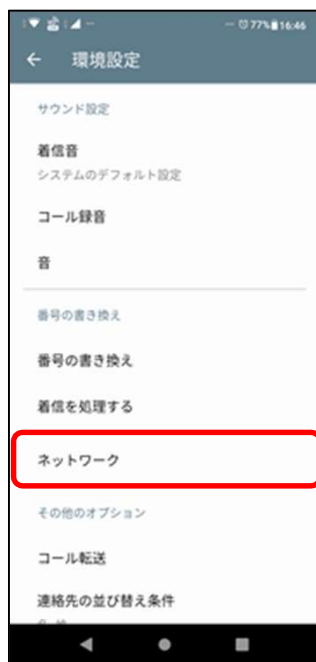 77% 16:46
環境設定
サウンド設定
着信音
システムのデフォルト設定
コール録音
音
番号の書き換え
番号の書き換え
着信を処理する
ネットワーク
その他のオプション
コール転送
連絡先の並び替え条件